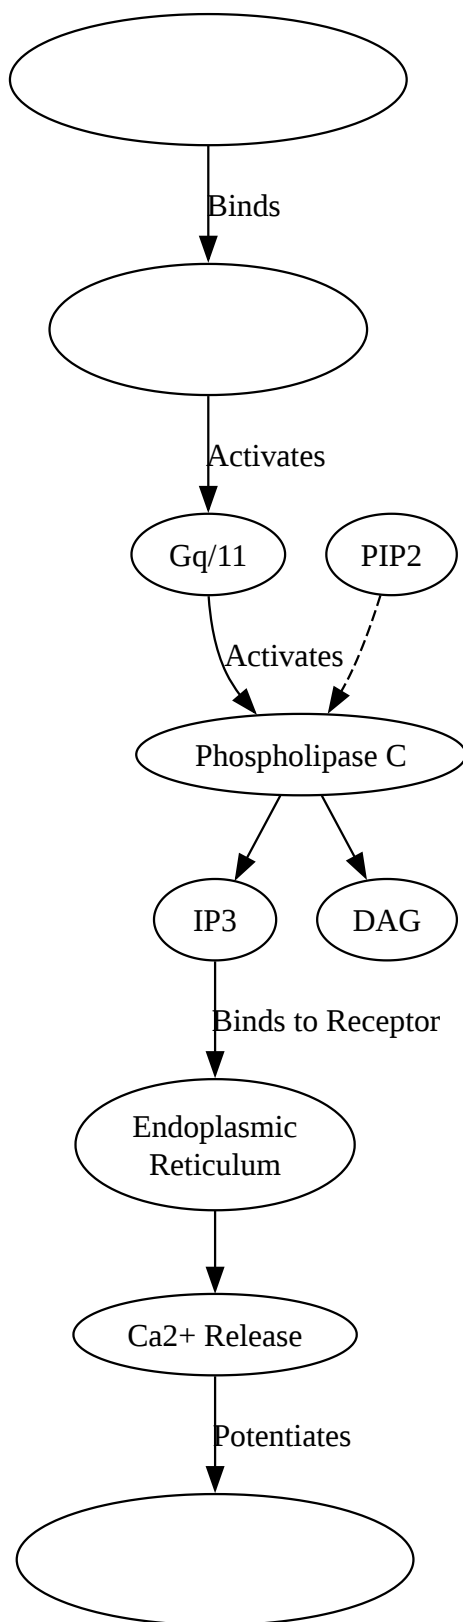 Binds
Activates
Gq/11
PIP2
Activates
Phospholipase C
IP3
DAG
Binds to Receptor
Endoplasmic
Reticulum
Ca2+ Release
Potentiates